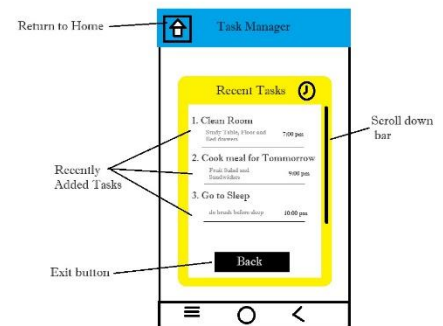 Return to Home
Task Manager
Recent Tasks
1. Clean Room
Study Table, Floor and
Bed drawers
7:00 pm
2. Cook meal for Tommorrow
Fruit Salad and
Sandwiches
9:00 pm
3. Go to Sleep
do brush before sleep
10:00 pm
Back
Scroll down
bar
Recently
Added Tasks
Exit button